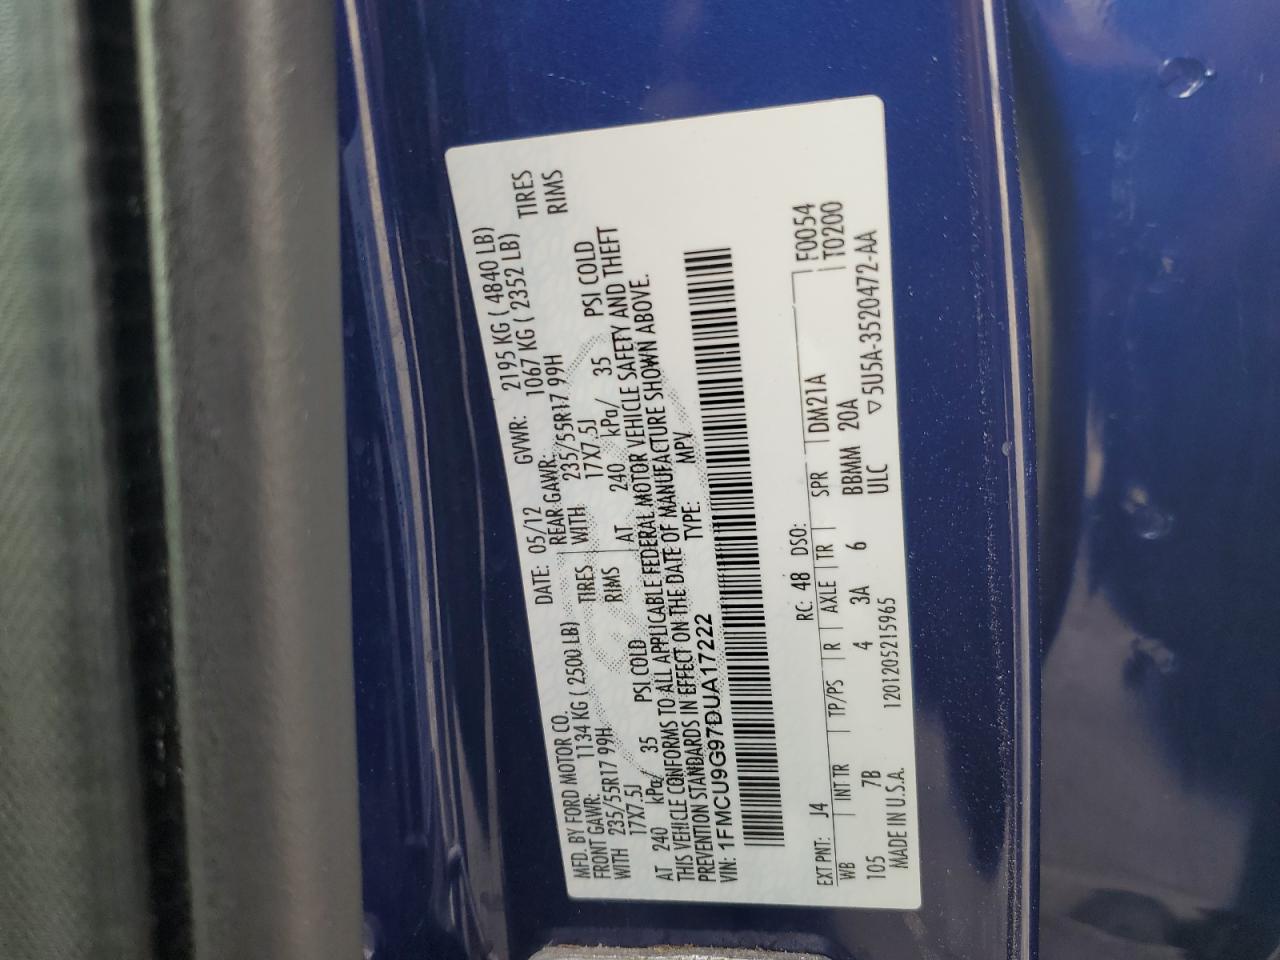 MFD. BY FORD MOTOR CO. DATE: 05/12 GVWR: 2195 KG ( 4840 LB)
FRONT GAWR: 1134 KG ( 2500 LB) REAR GAWR: 1067 KG ( 2352 LB)
WITH 235/55R17 99H TIRES WITH 235/55R17 99H TIRES
17X7.5J RIMS 17X7.5J RIMS
AT 240 kPa/ 35 PSI COLD AT 240 kPa/ 35 PSI COLD
THIS VEHICLE CONFORMS TO ALL APPLICABLE FEDERAL MOTOR VEHICLE SAFETY AND THEFT
PREVENTION STANDARDS IN EFFECT ON THE DATE OF MANUFACTURE SHOWN ABOVE.
VIN: 1FMCU9G97DUA17222 TYPE: MPV
F0054
T0200
EXT PNT: J4 RC: 48 DSO:
WB INT TR TP/PS R AXLE TR SPR DM21A
105 7B 4 3A 6 BBMM 20A
MADE IN U.S.A. 120120521596​5 ULC ▽5U5A-3520472-AA